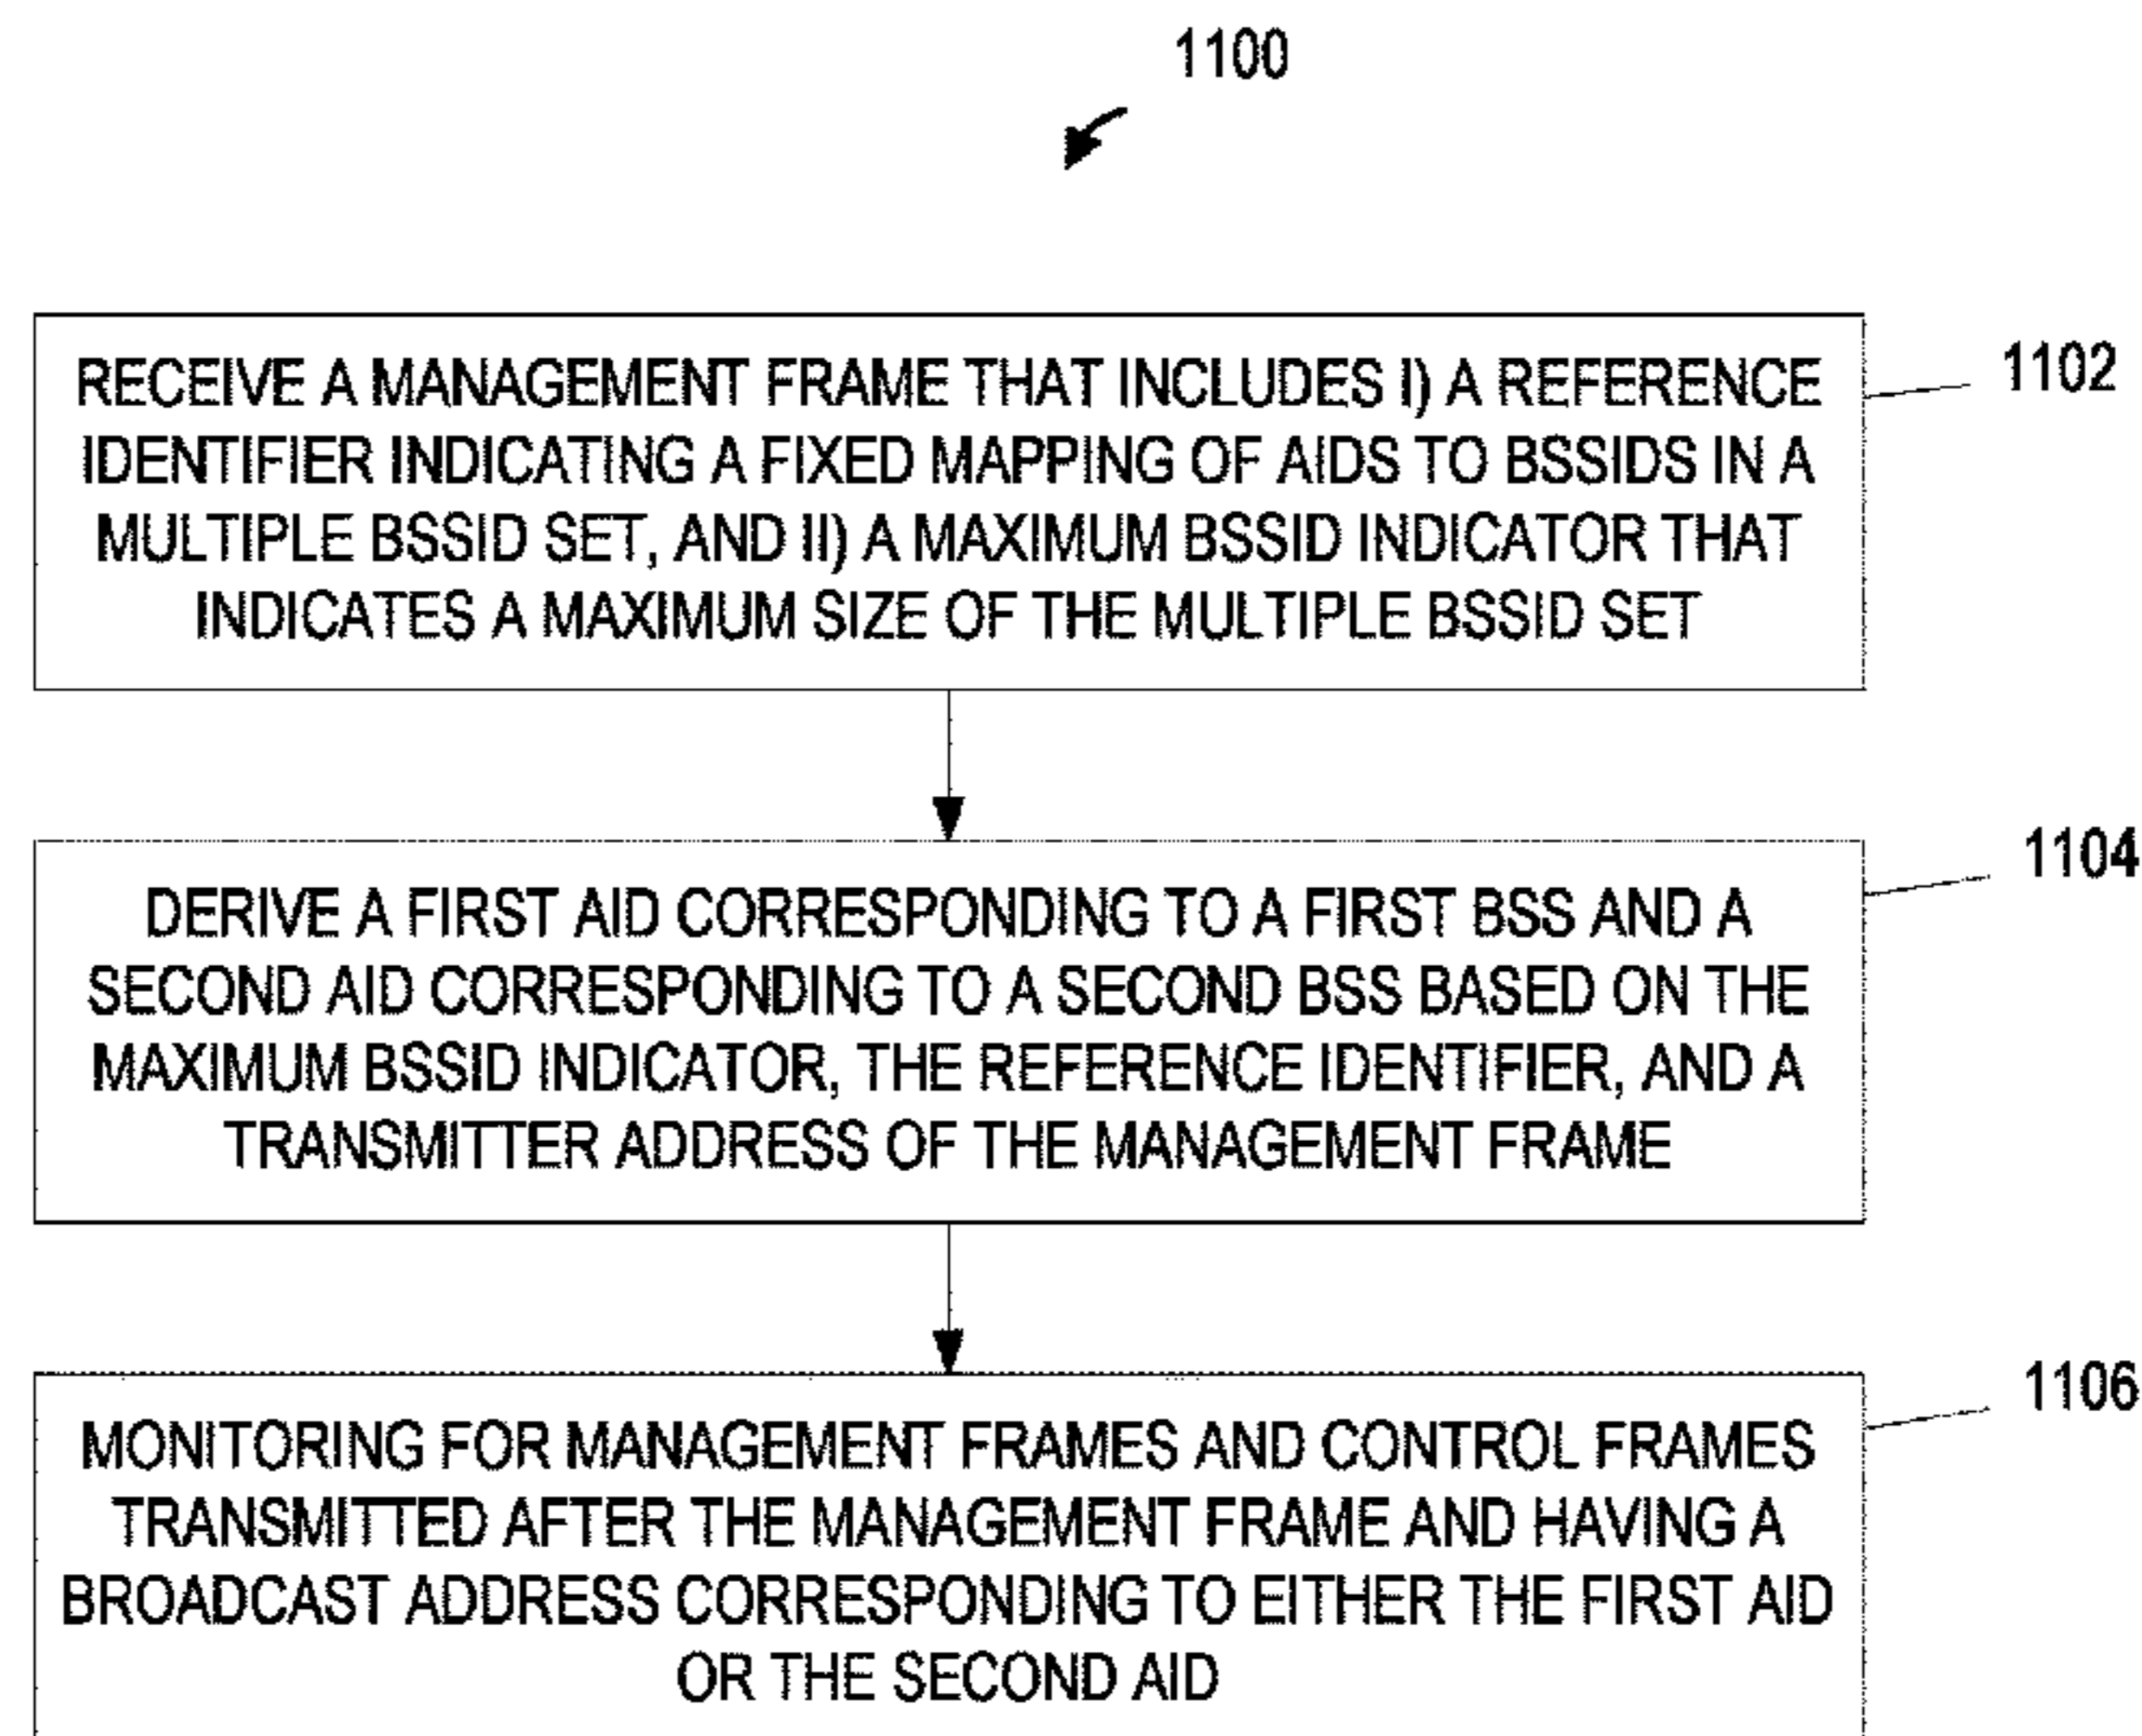 1100
RECEIVE A MANAGEMENT FRAME THAT INCLUDES I) A REFERENCE
IDENTIFIER INDICATING A FIXED MAPPING OF AIDS TO BSSIDS IN A
MULTIPLE BSSID SET, AND II) A MAXIMUM BSSID INDICATOR THAT
INDICATES A MAXIMUM SIZE OF THE MULTIPLE BSSID SET
1102
DERIVE A FIRST AID CORRESPONDING TO A FIRST BSS AND A
SECOND AID CORRESPONDING TO A SECOND BSS BASED ON THE
MAXIMUM BSSID INDICATOR, THE REFERENCE IDENTIFIER, AND A
TRANSMITTER ADDRESS OF THE MANAGEMENT FRAME
1104
MONITORING FOR MANAGEMENT FRAMES AND CONTROL FRAMES
TRANSMITTED AFTER THE MANAGEMENT FRAME AND HAVING A
BROADCAST ADDRESS CORRESPONDING TO EITHER THE FIRST AID
OR THE SECOND AID
1106